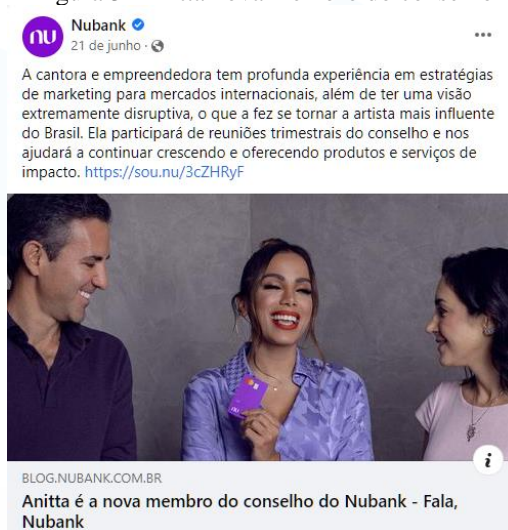 nu
Nubank
21 de junho ·
A cantora e empreendedora tem profunda experiência em estratégias
de marketing para mercados internacionais, além de ter uma visão
extremamente disruptiva, o que a fez se tornar a artista mais influente
do Brasil. Ela participará de reuniões trimestrais do conselho e nos
ajudará a continuar crescendo e oferecendo produtos e serviços de
impacto. https://sou.nu/3cZHRyF
nu
i
BLOG.NUBANK.COM.BR
Anitta é a nova membro do conselho do Nubank - Fala,
Nubank